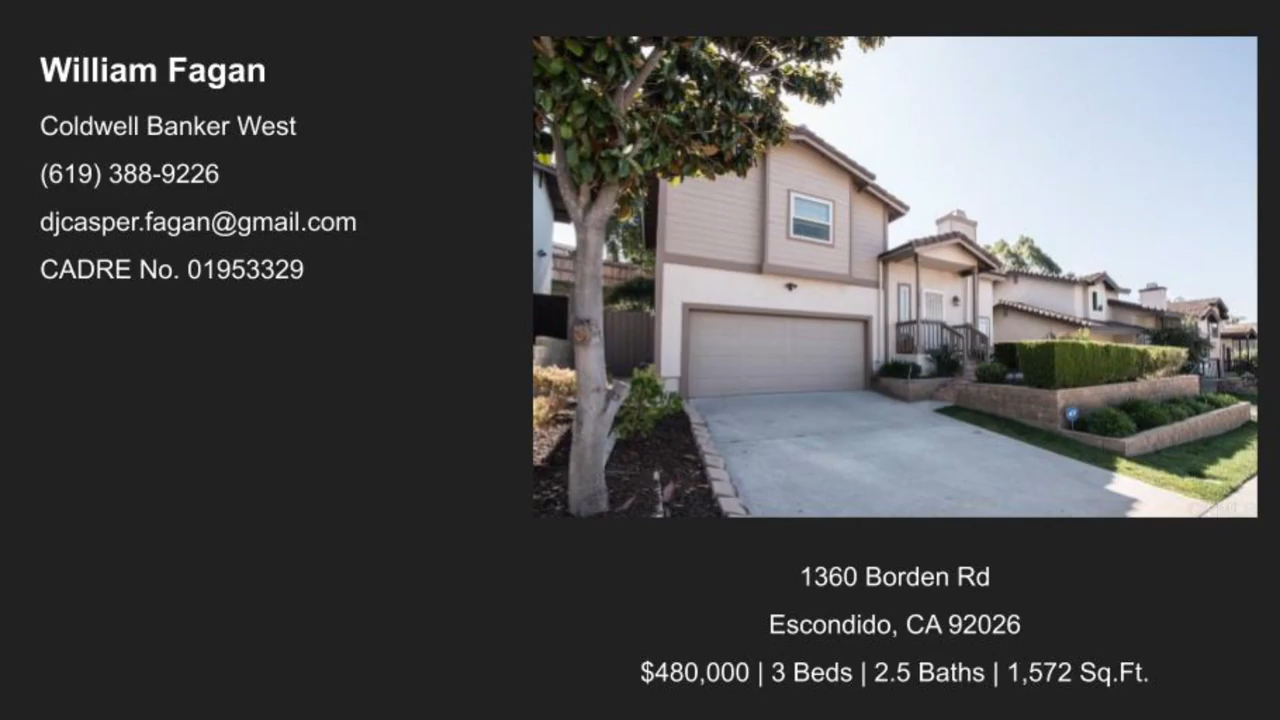 William Fagan
Coldwell Banker West
(619) 388-9226
djcasper.fagan@gmail.com
CADRE No. 01953329
1360 Borden Rd
Escondido, CA 92026
$480,000 | 3 Beds | 2.5 Baths | 1,572 Sq.Ft.